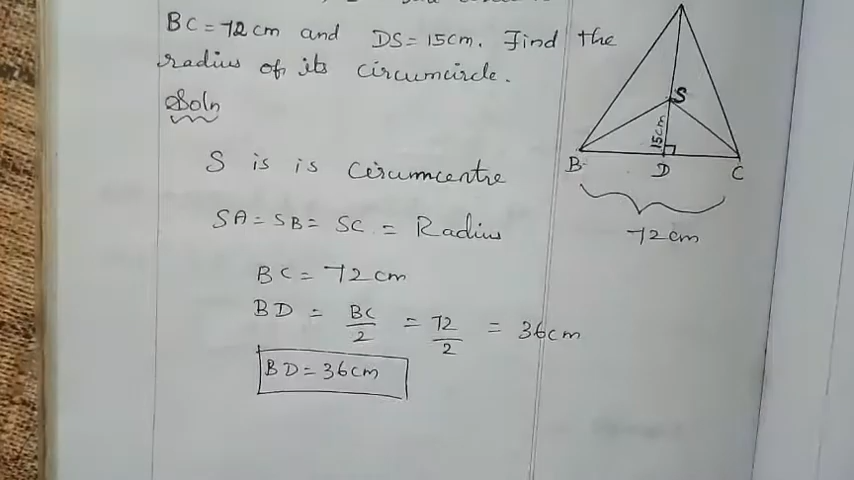 BC = 72 cm and DS = 15cm. Find the
radius of its circumcircle.
Soln
S is is circumcentre
SA = SB = SC = Radius
BC = 72 cm
BD = BC/2 = 72/2 = 36cm
BD = 36cm
S
15cm
B
D
C
72 cm